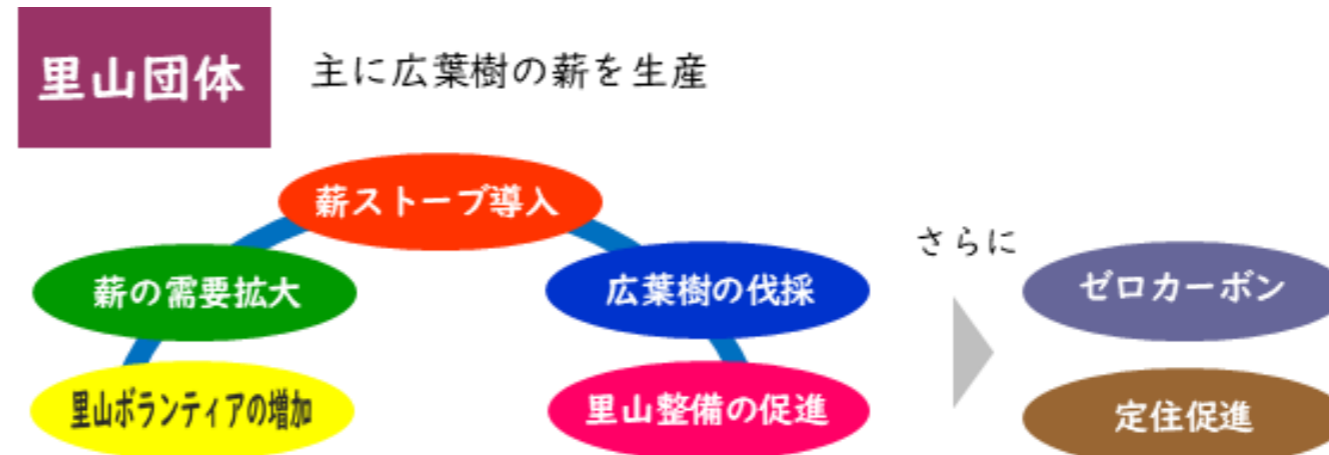 里山団体
主に広葉樹の薪を生産
薪ストーブ導入
薪の需要拡大
広葉樹の伐採
里山ボランティアの増加
里山整備の促進
さらに
ゼロカーボン
定住促進